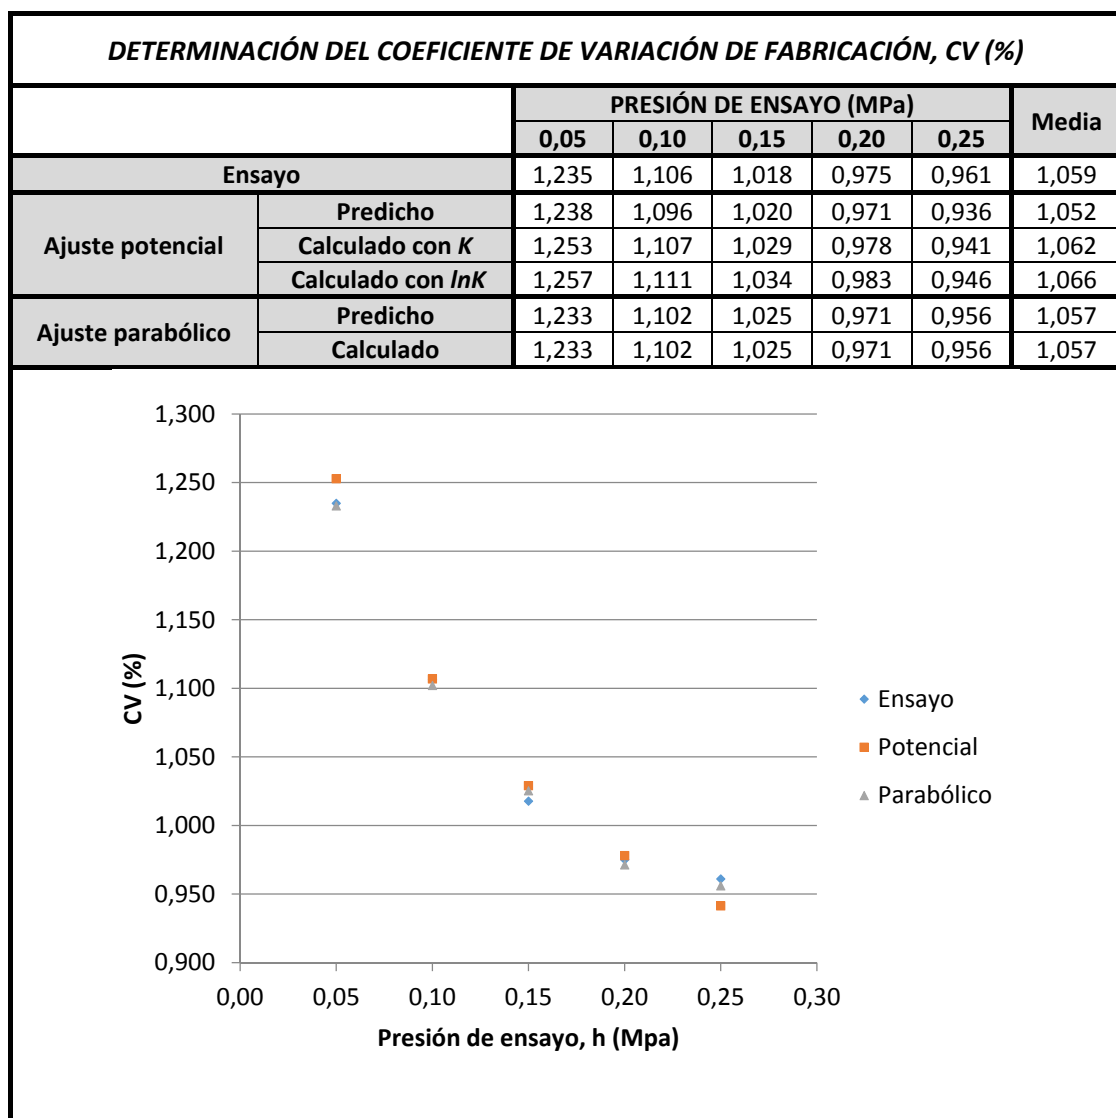 DETERMINACIÓN DEL COEFICIENTE DE VARIACIÓN DE FABRICACIÓN, CV (%)
PRESIÓN DE ENSAYO (MPa) Media
0,05 0,10 0,15 0,20 0,25
Ensayo 1,235 1,106 1,018 0,975 0,961 1,059
Ajuste potencial Predicho 1,238 1,096 1,020 0,971 0,936 1,052
Calculado con K 1,253 1,107 1,029 0,978 0,941 1,062
Calculado con lnK 1,257 1,111 1,034 0,983 0,946 1,066
Ajuste parabólico Predicho 1,233 1,102 1,025 0,971 0,956 1,057
Calculado 1,233 1,102 1,025 0,971 0,956 1,057
1,300
1,250
1,200
1,150
1,100
1,050
1,000
0,950
0,900
CV (%)
0,00 0,05 0,10 0,15 0,20 0,25 0,30
Presión de ensayo, h (Mpa)
Ensayo
Potencial
Parabólico